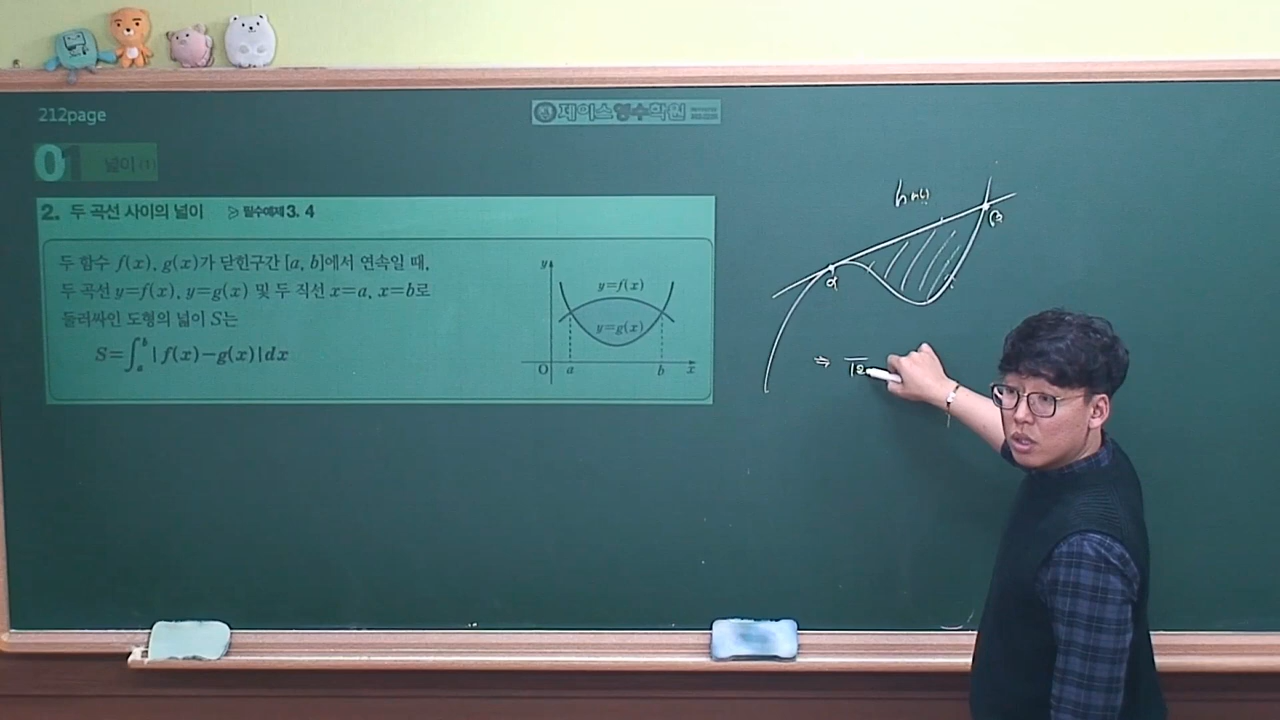 212page
제이스영수학원
01 넓이(1)
2. 두 곡선 사이의 넓이 ≫ 필수예제 3. 4
두 함수 f(x), g(x)가 닫힌구간 [a, b]에서 연속일 때,
두 곡선 y=f(x), y=g(x) 및 두 직선 x=a, x=b로
둘러싸인 도형의 넓이 S는
S=∫ₐᵇ|f(x)−g(x)|dx
y
y=f(x)
y=g(x)
O a b x
h(x)
α
β
⇒ 12